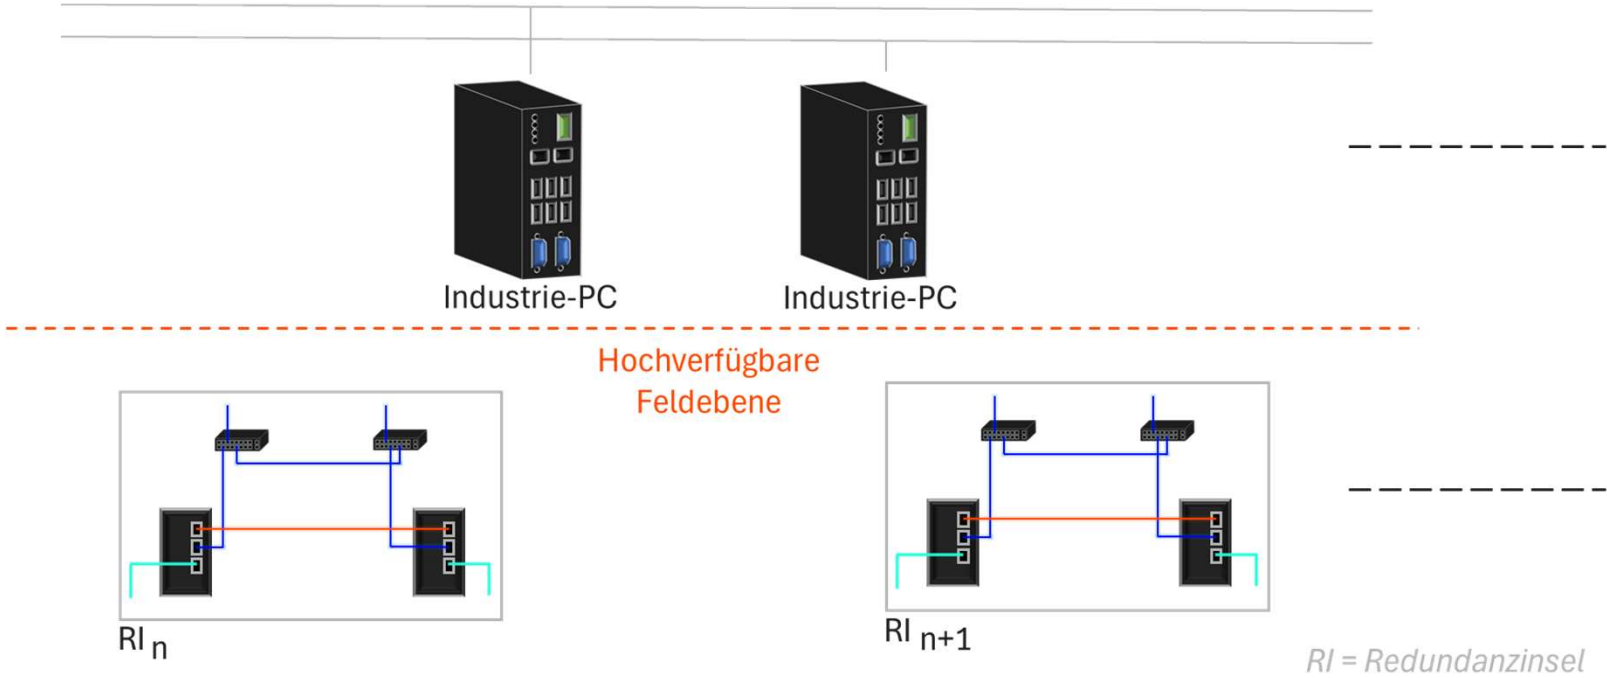 Industrie-PC
Industrie-PC
Hochverfügbare
Feldebene
RI n
RI n+1
RI = Redundanzinsel